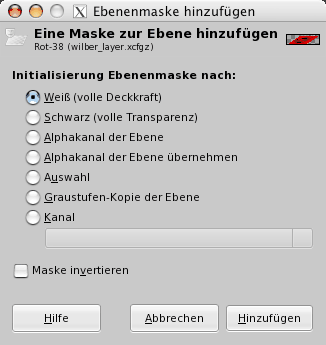 Ebenenmaske hinzufügen
Eine Maske zur Ebene hinzufügen
Rot-38 (wilber_layer.xcfgz)
Initialisierung Ebenenmaske nach:
Weiß (volle Deckkraft)
Schwarz (volle Transparenz)
Alphakanal der Ebene
Alphakanal der Ebene übernehmen
Auswahl
Graustufen-Kopie der Ebene
Kanal
Maske invertieren
Hilfe Abbrechen Hinzufügen